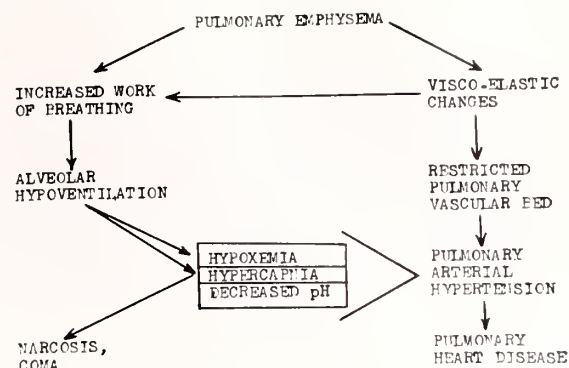 PULMONARY EMPHYSEMA
INCREASED WORK
OF BREATHING
VISCO-ELASTIC
CHANGES
ALVEOLAR
HYPOVENTILATION
RESTRICTED
PULMONARY
VASCULAR BED
HYPOXEMIA
HYPERCAPNIA
DECREASED pH
PULMONARY
ARTERIAL
HYPERTENSION
NARCOSIS,
COMA
PULMONARY
HEART DISEASE